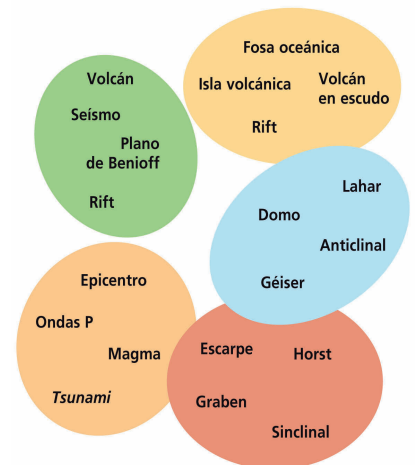 Fosa oceánica
Isla volcánica
Volcán
en escudo
Rift
Volcán
Seísmo
Plano
de Benioff
Rift
Lahar
Domo
Anticlinal
Géiser
Epicentro
Ondas P
Magma
Tsunami
Escarpe
Horst
Graben
Sinclinal